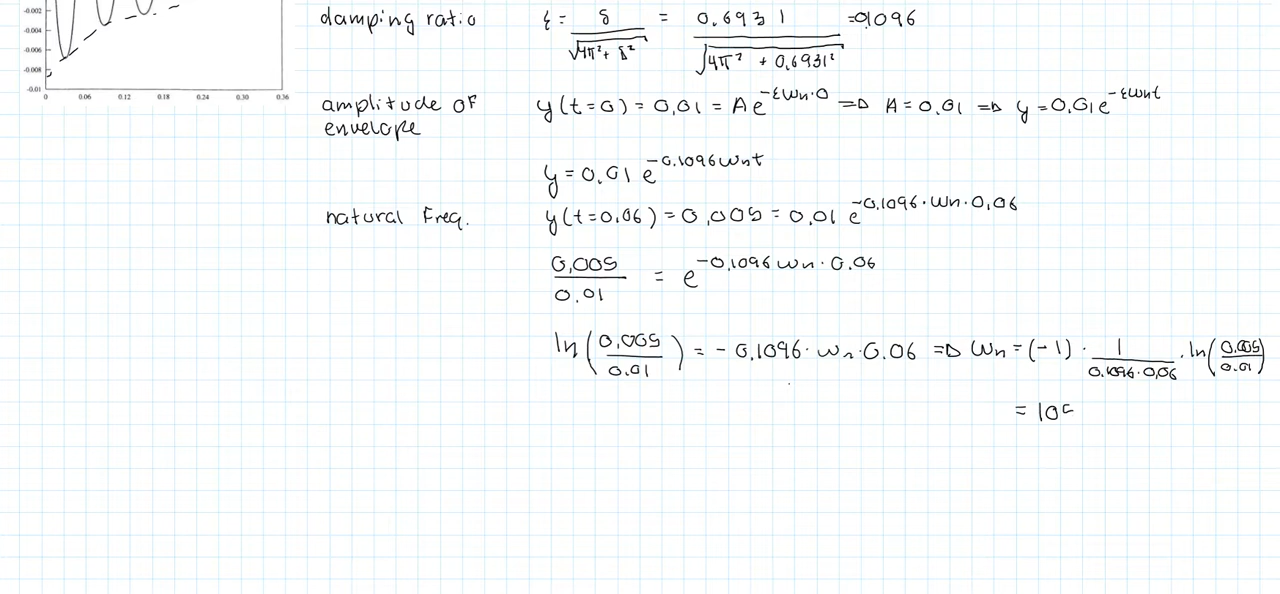 -0.002
-0.004
-0.006
-0.008
-0.01
0 0.06 0.12 0.18 0.24 0.30 0.36
damping ratio ξ = δ / √(4π² + δ²) = 0.6931 / √(4π² + 0.6931²) = 0.1096
amplitude of envelope y(t=0) = 0.01 = A e^(-ξωn·0) ⇒ A = 0.01 ⇒ y = 0.01 e^(-ξωnt)
y = 0.01 e^(-0.1096ωnt)
natural freq. y(t=0.06) = 0.005 = 0.01 e^(-0.1096·ωn·0.06)
0.005 / 0.01 = e^(-0.1096ωn·0.06)
ln(0.005 / 0.01) = -0.1096·ωn·0.06 ⇒ ωn = (-1) · 1 / 0.1096·0.06 · ln(0.005 / 0.01)